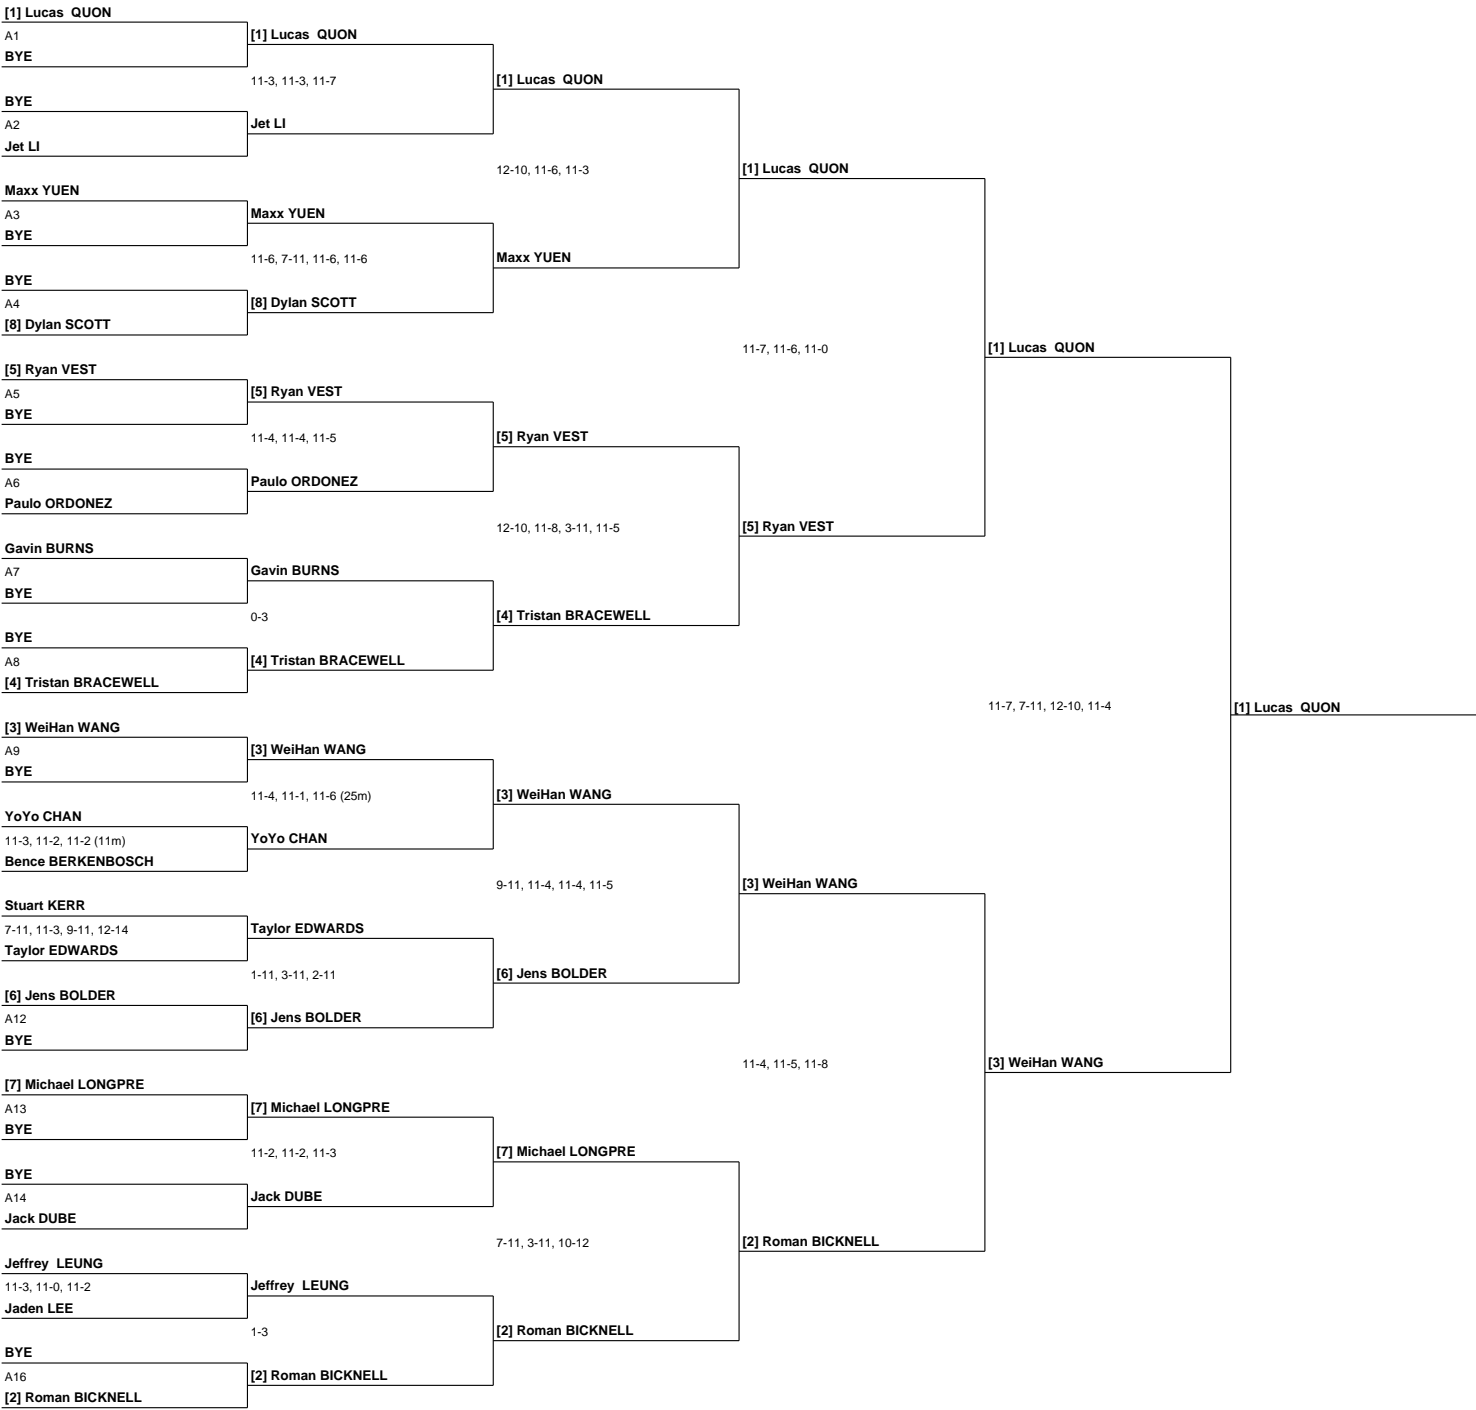 [1] Lucas  QUON
A1
BYE
[1] Lucas  QUON
11-3, 11-3, 11-7
BYE
A2
Jet LI
Jet LI
[1] Lucas  QUON
12-10, 11-6, 11-3
Maxx YUEN
A3
BYE
Maxx YUEN
11-6, 7-11, 11-6, 11-6
BYE
A4
[8] Dylan SCOTT
[8] Dylan SCOTT
Maxx YUEN
[1] Lucas  QUON
11-7, 11-6, 11-0
[5] Ryan VEST
A5
BYE
[5] Ryan VEST
11-4, 11-4, 11-5
BYE
A6
Paulo ORDONEZ
Paulo ORDONEZ
[5] Ryan VEST
12-10, 11-8, 3-11, 11-5
Gavin BURNS
A7
BYE
Gavin BURNS
0-3
BYE
A8
[4] Tristan BRACEWELL
[4] Tristan BRACEWELL
[4] Tristan BRACEWELL
[5] Ryan VEST
[1] Lucas  QUON
11-7, 7-11, 12-10, 11-4
[1] Lucas  QUON
[3] WeiHan WANG
A9
BYE
[3] WeiHan WANG
11-4, 11-1, 11-6 (25m)
YoYo CHAN
11-3, 11-2, 11-2 (11m)
Bence BERKENBOSCH
YoYo CHAN
[3] WeiHan WANG
9-11, 11-4, 11-4, 11-5
Stuart KERR
7-11, 11-3, 9-11, 12-14
Taylor EDWARDS
Taylor EDWARDS
1-11, 3-11, 2-11
[6] Jens BOLDER
A12
BYE
[6] Jens BOLDER
[6] Jens BOLDER
[3] WeiHan WANG
11-4, 11-5, 11-8
[3] WeiHan WANG
[7] Michael LONGPRE
A13
BYE
[7] Michael LONGPRE
11-2, 11-2, 11-3
BYE
A14
Jack DUBE
Jack DUBE
[7] Michael LONGPRE
7-11, 3-11, 10-12
Jeffrey  LEUNG
11-3, 11-0, 11-2
Jaden LEE
Jeffrey  LEUNG
1-3
BYE
A16
[2] Roman BICKNELL
[2] Roman BICKNELL
[2] Roman BICKNELL
[2] Roman BICKNELL